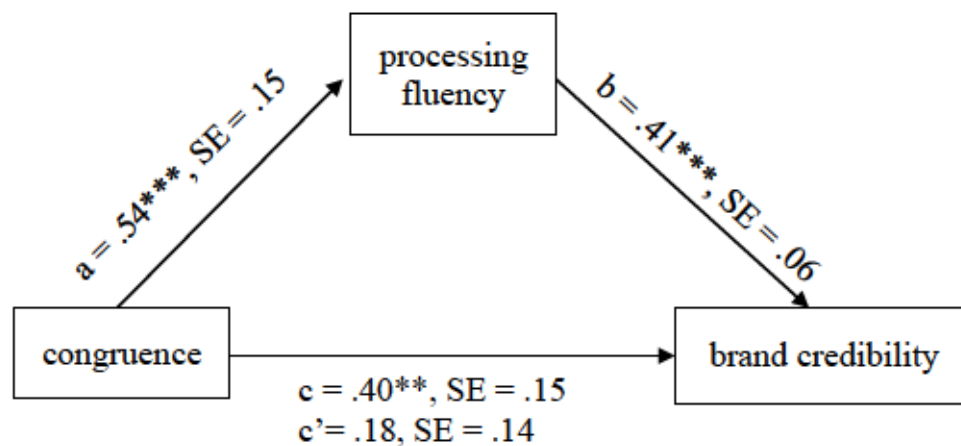 processing
fluency
a = .54***, SE = .15
b = .41***, SE = .06
congruence
brand credibility
c = .40**, SE = .15
c’= .18, SE = .14